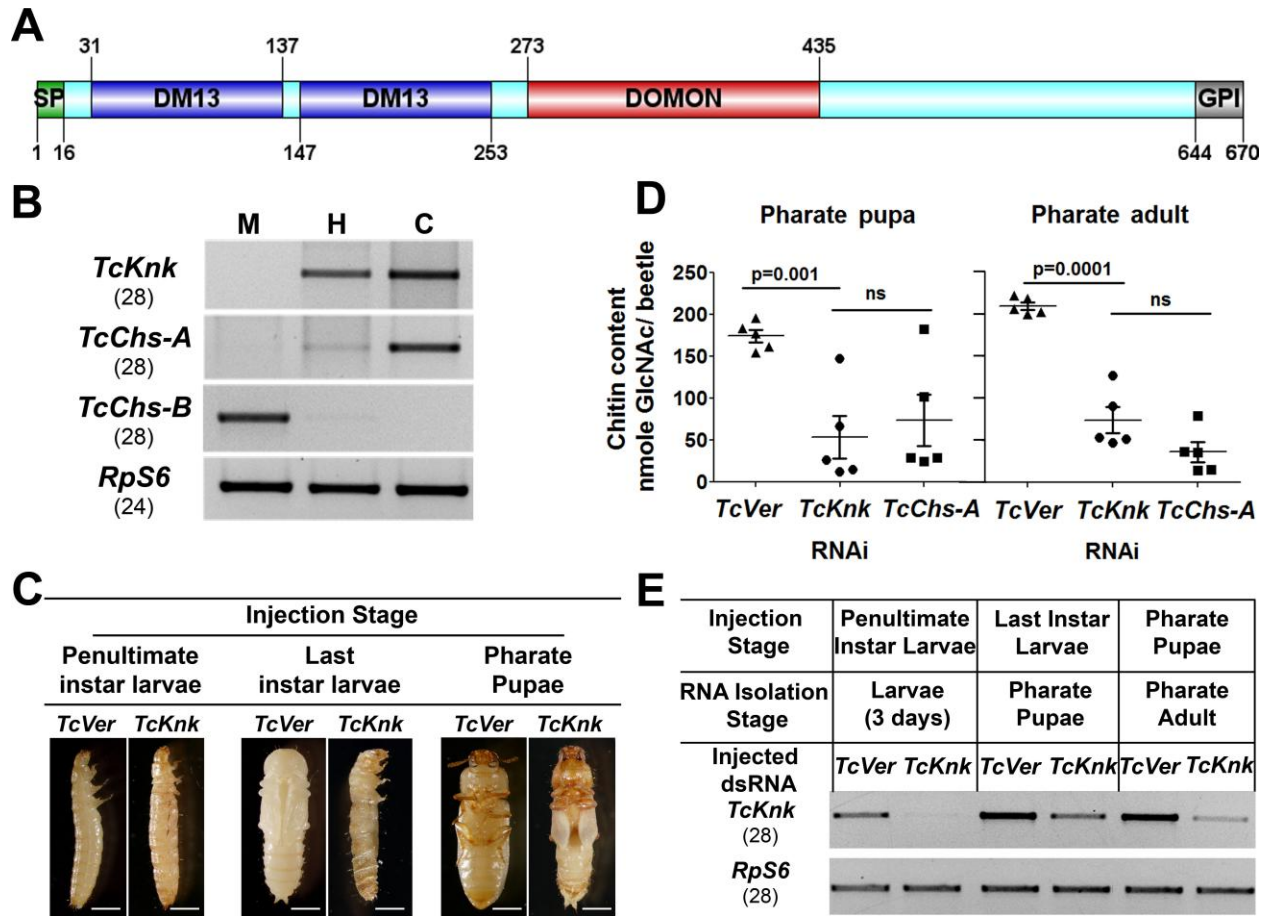 A
31 137 273 435
SP DM13 DM13 DOMON GPI
1 16 147 253 644 670
B
M H C
TcKnk
(28)
TcChs-A
(28)
TcChs-B
(28)
RpS6
(24)
D
Pharate pupa Pharate adult
Chitin content
nmole GlcNAc/ beetle
250
200
150
100
50
0
p=0.001
ns
p=0.0001
ns
TcVer TcKnk TcChs-A TcVer TcKnk TcChs-A
RNAi RNAi
C
Injection Stage
Penultimate Last Pharate
instar larvae instar larvae Pupae
TcVer TcKnk TcVer TcKnk TcVer TcKnk
E
Injection Penultimate Last Instar Pharate
Stage Instar Larvae Larvae Pupae
RNA Isolation Larvae Pharate Pharate
Stage (3 days) Pupae Adult
Injected TcVer TcKnk TcVer TcKnk TcVer TcKnk
dsRNA
TcKnk
(28)
RpS6
(28)